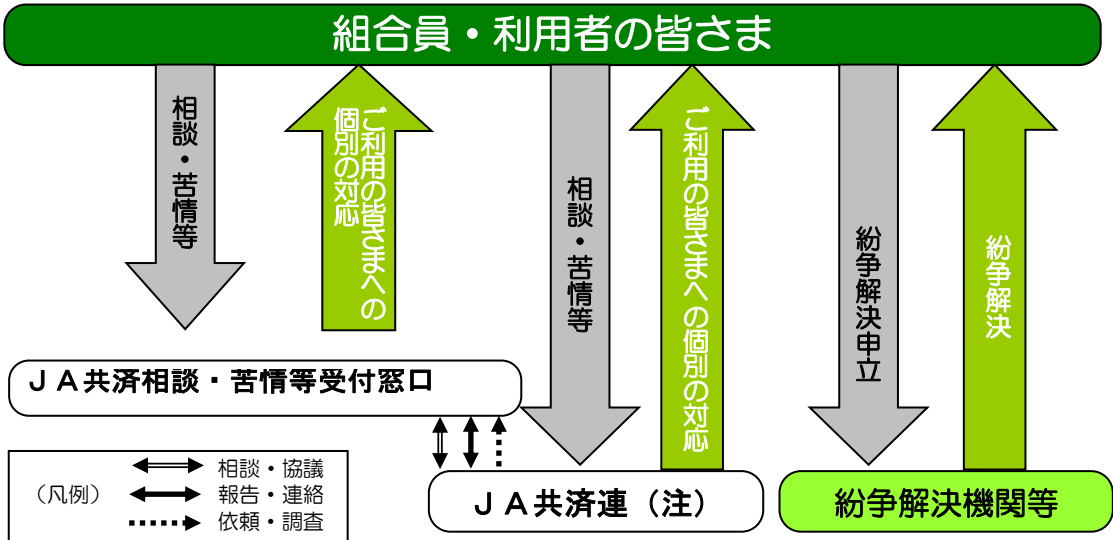 組合員・利用者の皆さま
相談・苦情等
ご利用の皆さまへの
個別の対応
相談・苦情等
ご利用の皆さまへの個別の対応
紛争解決申立
紛争解決
ＪＡ共済相談・苦情等受付窓口
ＪＡ共済連（注）
紛争解決機関等
（凡例）
相談・協議
報告・連絡
依頼・調査